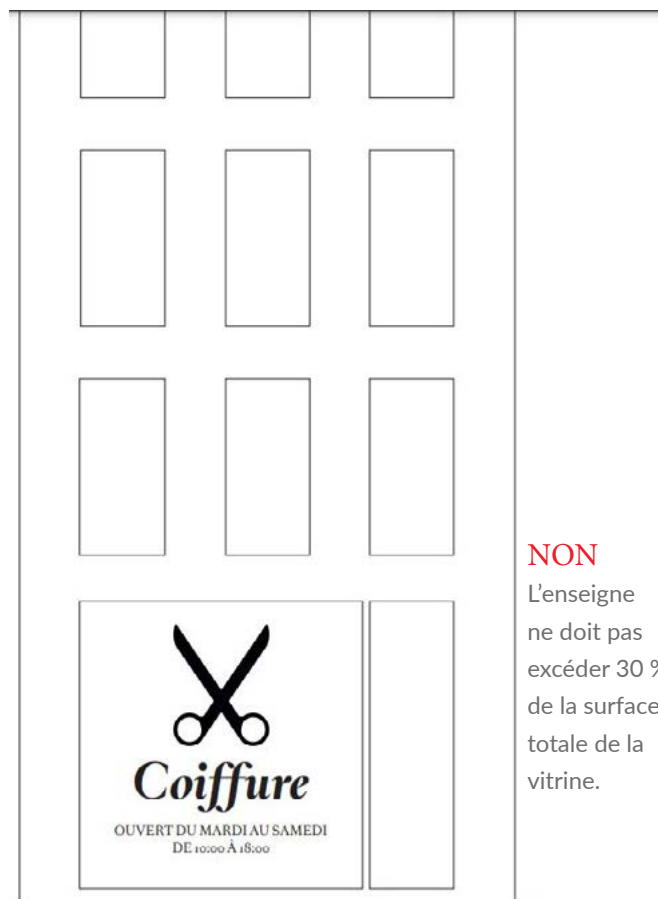 NON
L'enseigne
ne doit pas
excéder 30 %
de la surface
totale de la
vitrine.
Coiffure
OUVERT DU MARDI AU SAMEDI
DE 10:00 À 18:00